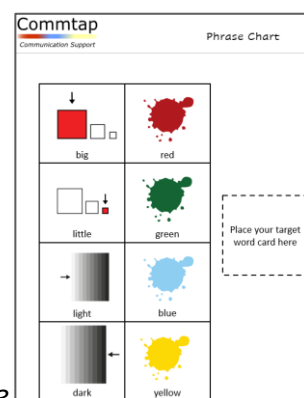 Commtap
Communication Support
Phrase Chart
big
red
little
green
Place your target
word card here
light
blue
dark
yellow